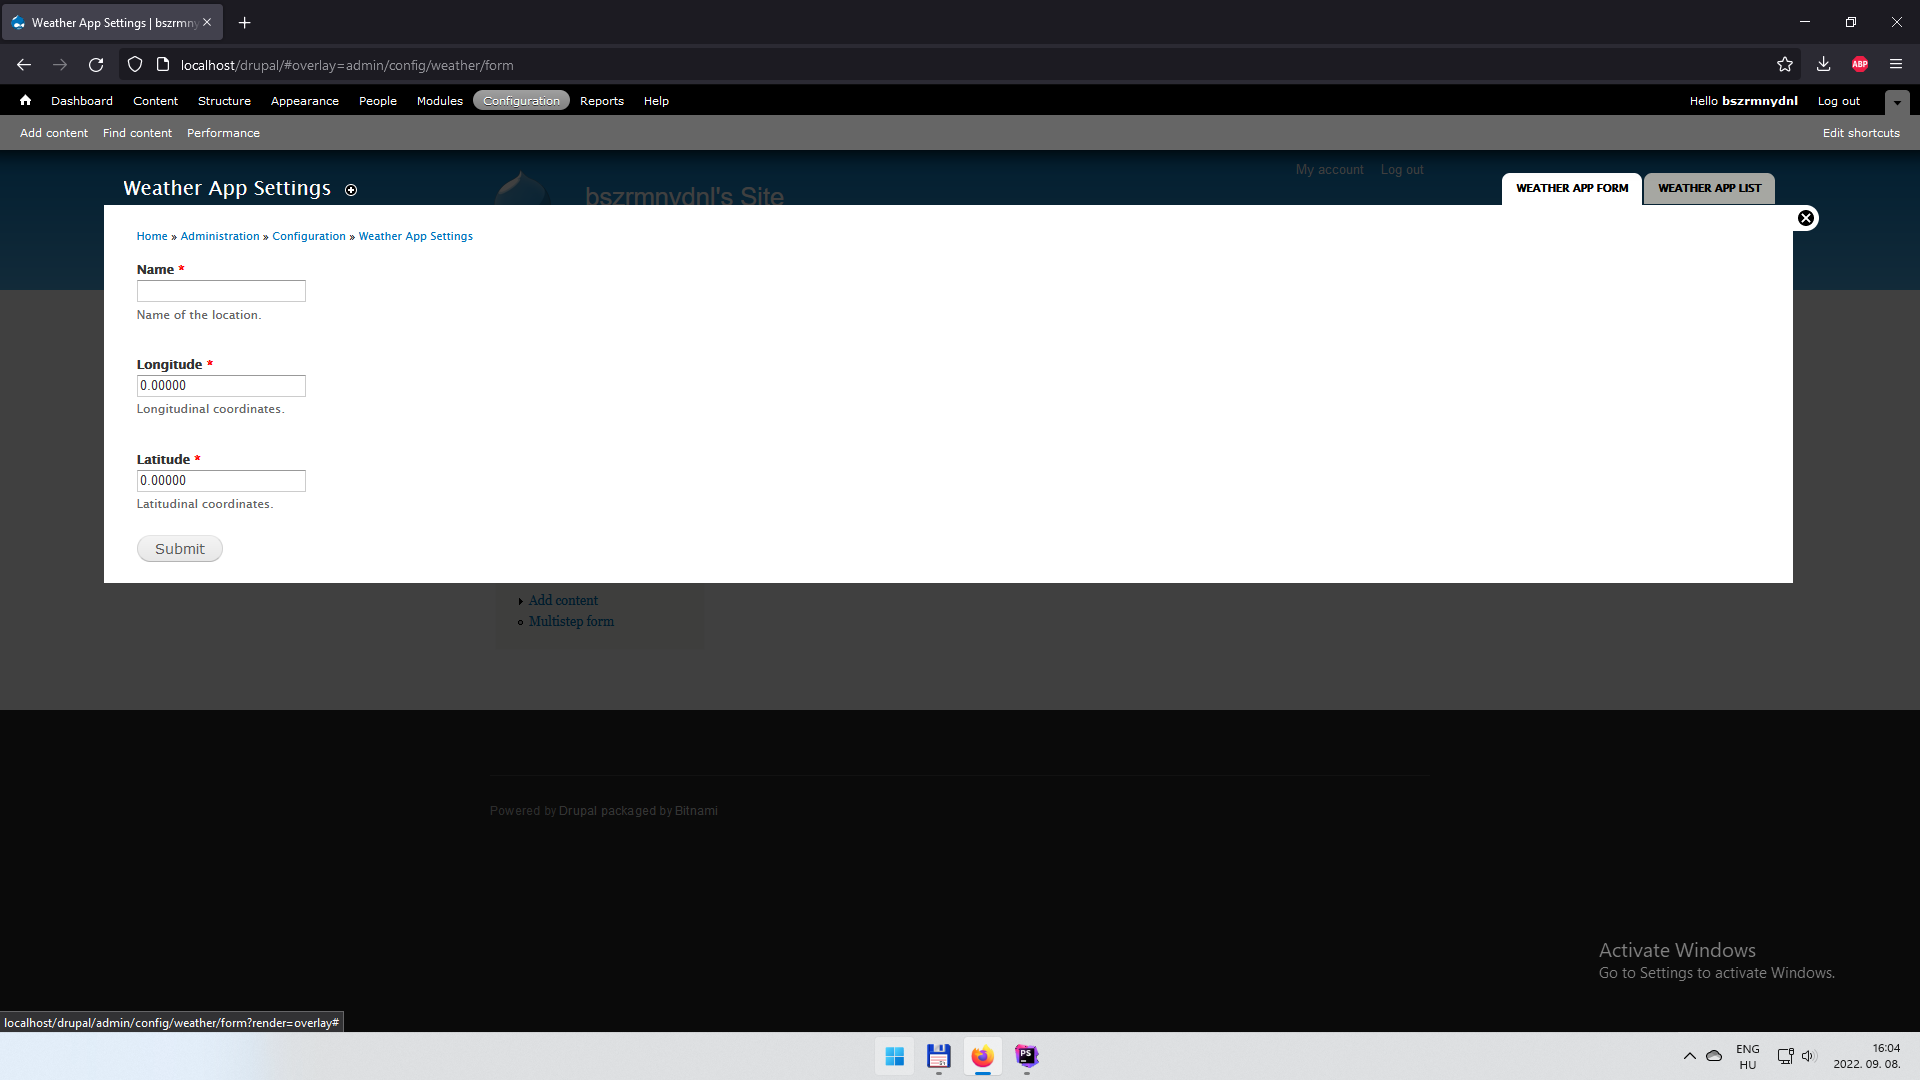 Weather App Settings | bszrmny
localhost/drupal/#overlay=admin/config/weather/form
ABP
Dashboard Content Structure Appearance People Modules Configuration Reports Help Hello bszrmnydnl Log out
Add content Find content Performance Edit shortcuts
My account Log out
Weather App Settings
bszrmnydnl's Site
WEATHER APP FORM WEATHER APP LIST
Home » Administration » Configuration » Weather App Settings
Name *
Name of the location.
Longitude *
0.00000
Longitudinal coordinates.
Latitude *
0.00000
Latitudinal coordinates.
Submit
Add content
Multistep form
Powered by Drupal packaged by Bitnami
Activate Windows
Go to Settings to activate Windows.
localhost/drupal/admin/config/weather/form?render=overlay#
PS
ENG
HU
16:04
2022. 09. 08.